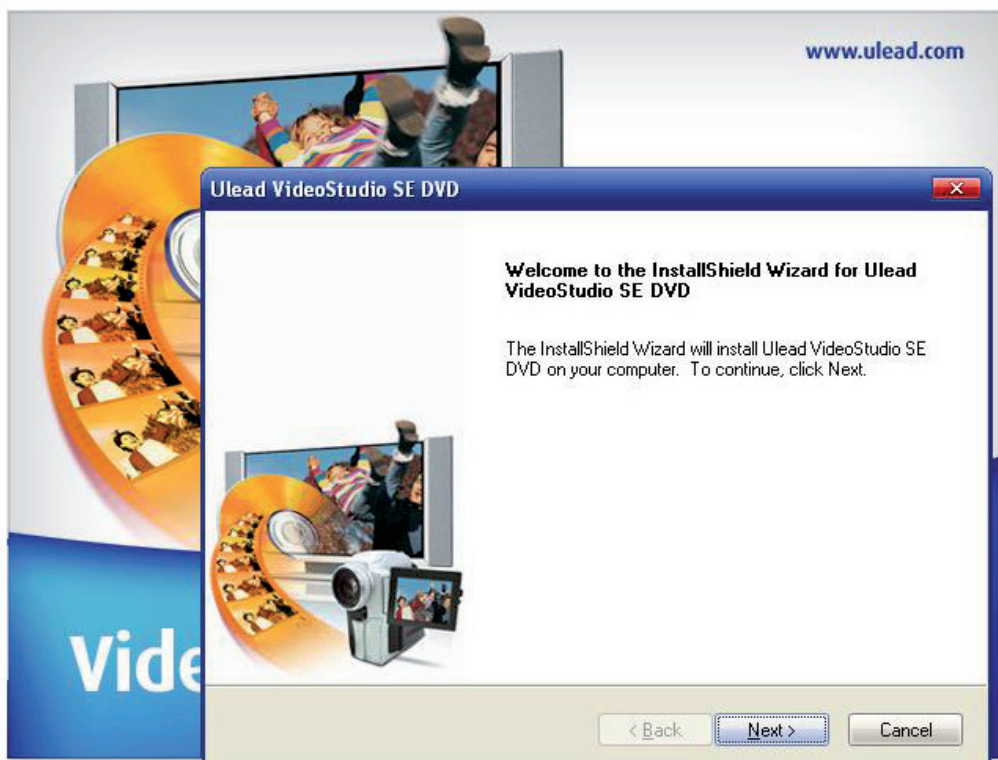 www.ulead.com
Ulead VideoStudio SE DVD
Welcome to the InstallShield Wizard for Ulead
VideoStudio SE DVD
The InstallShield Wizard will install Ulead VideoStudio SE
DVD on your computer. To continue, click Next.
Vide
< Back Next > Cancel